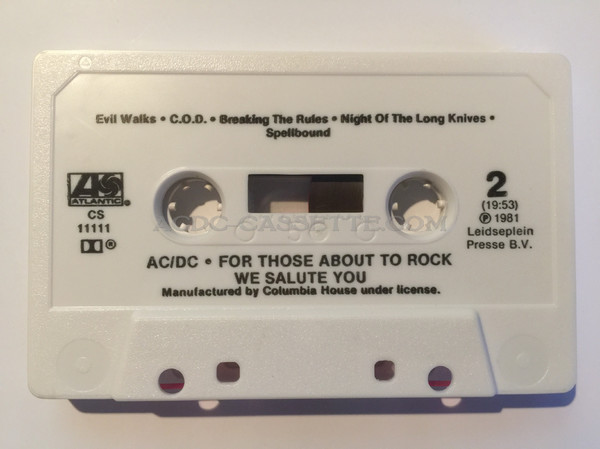 Evil Walks • C.O.D. • Breaking The Rules • Night Of The Long Knives •
Spellbound
ATLANTIC
CS
11111
2
(19:53)
℗ 1981
Leidseplein
Presse B.V.
ACDC-CASSETTE.COM
AC/DC • FOR THOSE ABOUT TO ROCK
WE SALUTE YOU
Manufactured by Columbia House under license.